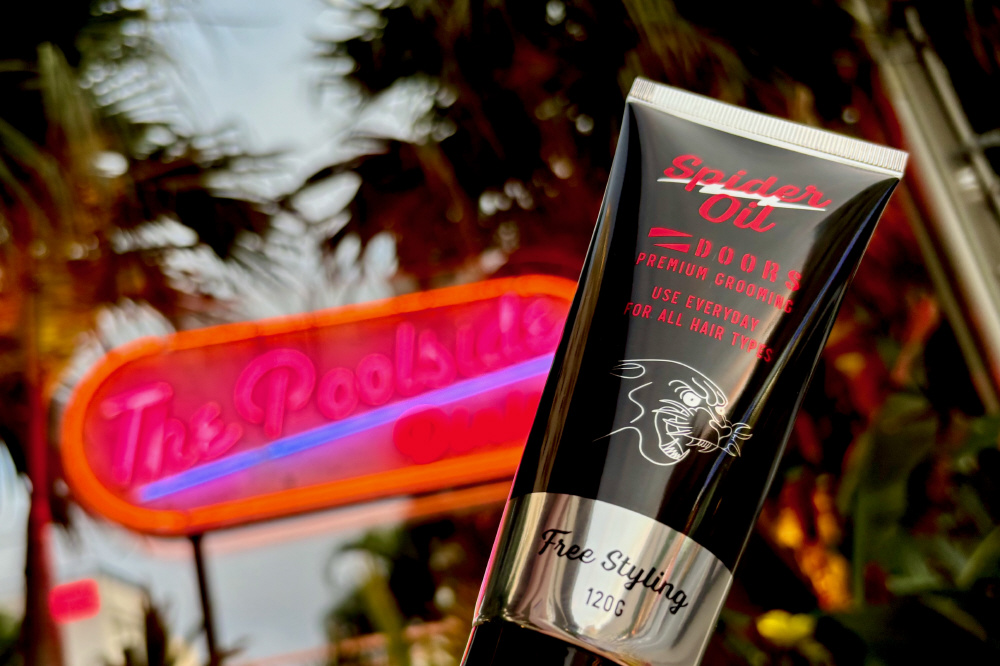 The Poolside
Spider
Oil
DOORS
PREMIUM GROOMING
USE EVERYDAY
FOR ALL HAIR TYPES
Free Styling
120G